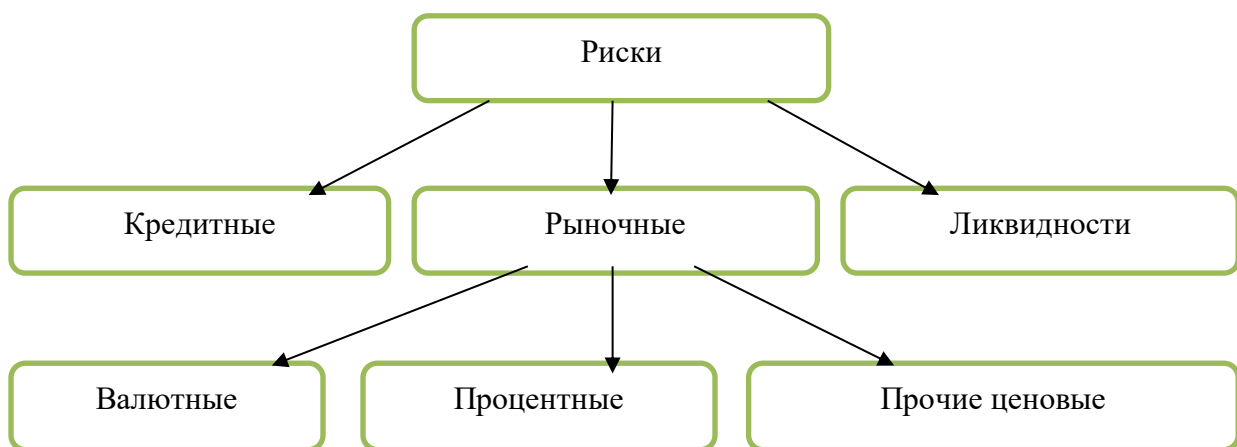 Риски
Кредитные
Рыночные
Ликвидности
Валютные
Процентные
Прочие ценовые